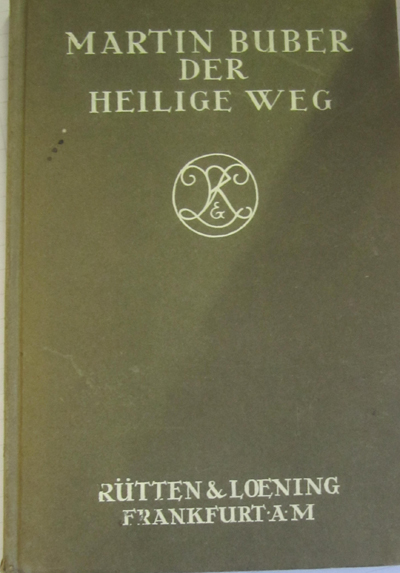 MARTIN BUBER
DER
HEILIGE WEG
R & L
RÜTTEN & LOENING
FRANKFURT·A·M